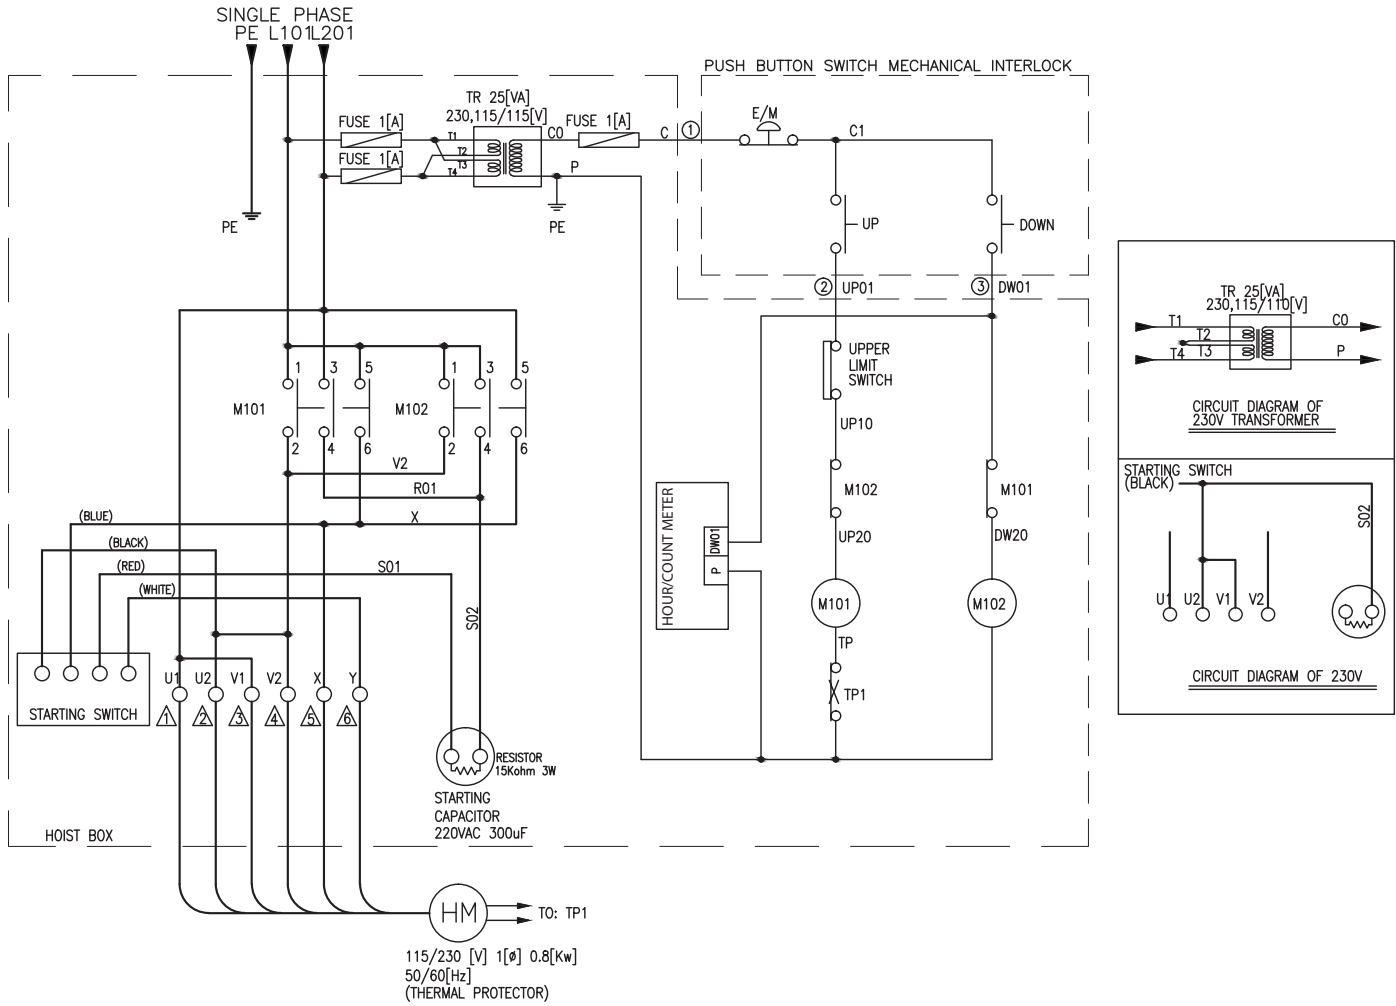 SINGLE PHASE
PE L101 L201
PUSH BUTTON SWITCH MECHANICAL INTERLOCK
TR 25[VA]
230,115/115[V]
FUSE 1[A]
FUSE 1[A]
FUSE 1[A]
T1
T2
T3
T4
C0
C
1
E/M
C1
P
PE
PE
UP
DOWN
2
UP01
3
DW01
UPPER
LIMIT
SWITCH
UP10
M102
M101
UP20
DW20
M101
M102
TP
TP1
HOUR/COUNT METER
DW01
P
1
3
5
1
3
5
M101
M102
2
4
6
2
4
6
V2
R01
X
(BLUE)
(BLACK)
(RED)
S01
(WHITE)
S02
U1
U2
V1
V2
X
Y
STARTING SWITCH
1
2
3
4
5
6
RESISTOR
15Kohm 3W
STARTING
CAPACITOR
220VAC 300uF
HOIST BOX
HM
TO: TP1
115/230 [V] 1[ø] 0.8[Kw]
50/60[Hz]
(THERMAL PROTECTOR)
TR 25[VA]
230,115/110[V]
T1
T2
T3
T4
C0
P
CIRCUIT DIAGRAM OF
230V TRANSFORMER
STARTING SWITCH
(BLACK)
S02
U1
U2
V1
V2
CIRCUIT DIAGRAM OF 230V